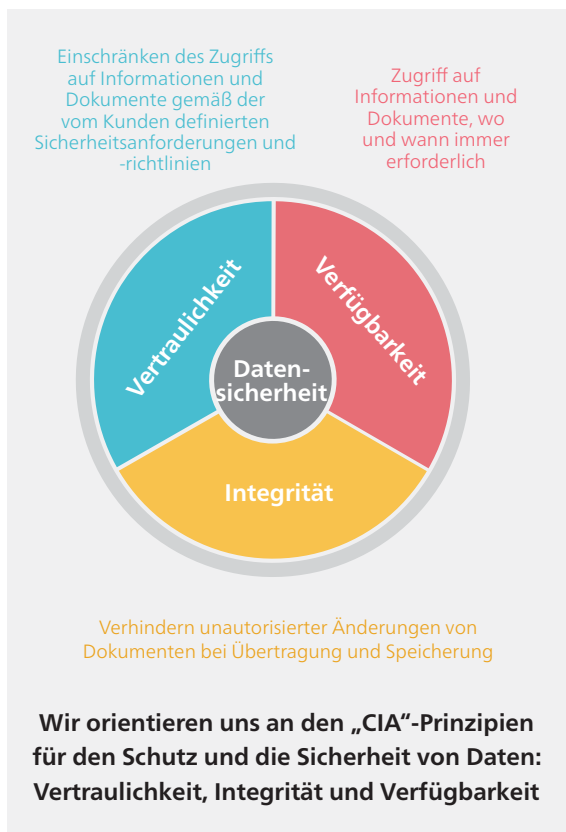 Einschränken des Zugriffs
auf Informationen und
Dokumente gemäß der
vom Kunden definierten
Sicherheitsanforderungen und
-richtlinien
Zugriff auf
Informationen und
Dokumente, wo
und wann immer
erforderlich
Vertraulichkeit
Verfügbarkeit
Daten-
sicherheit
Integrität
Verhindern unautorisierter Änderungen von
Dokumenten bei Übertragung und Speicherung
Wir orientieren uns an den „CIA“-Prinzipien
für den Schutz und die Sicherheit von Daten:
Vertraulichkeit, Integrität und Verfügbarkeit